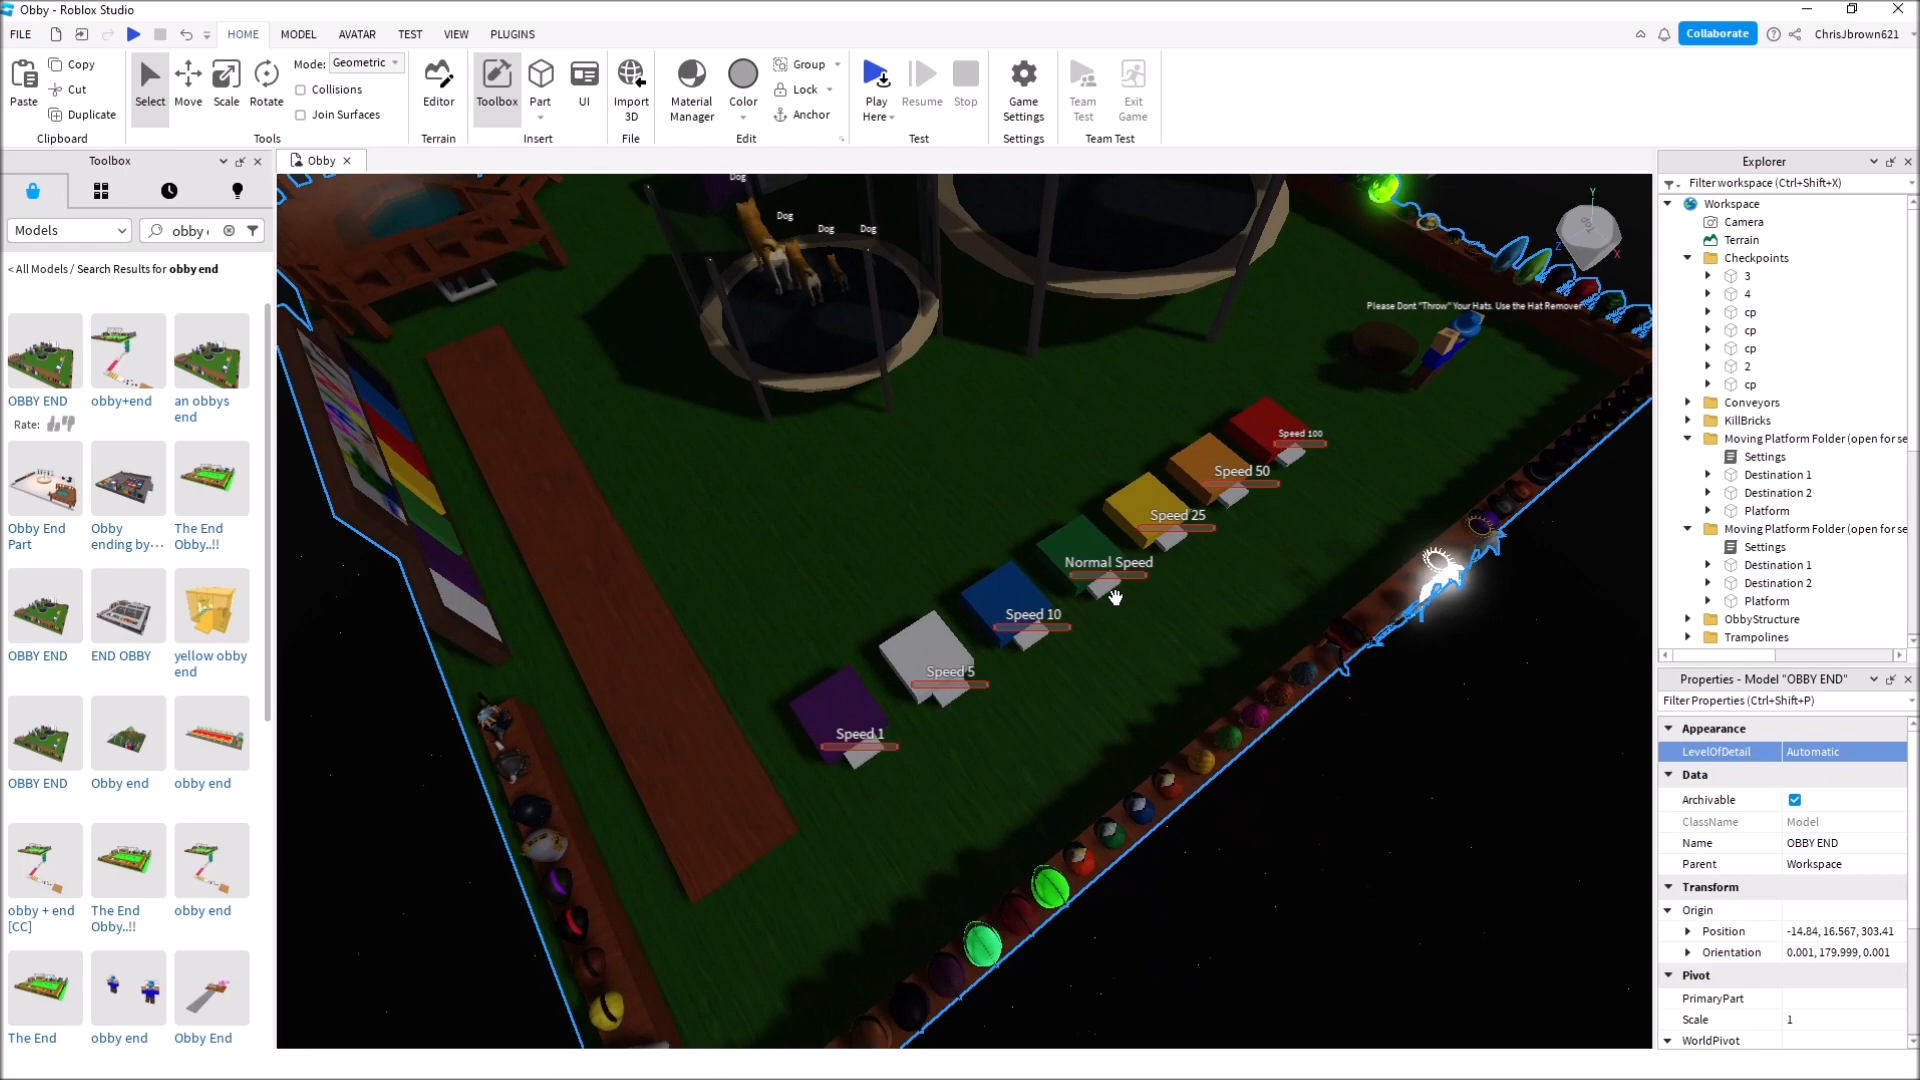 Obby - Roblox Studio
FILE
HOME
MODEL
AVATAR
TEST
VIEW
PLUGINS
Collaborate
ChrisJbrown621
Paste
Copy
Cut
Duplicate
Clipboard
Select
Move
Scale
Rotate
Mode:
Geometric
Collisions
Join Surfaces
Tools
Editor
Terrain
Toolbox
Part
UI
Insert
Import
3D
File
Material
Manager
Color
Group
Lock
Anchor
Edit
Play
Here
Resume
Stop
Test
Game
Settings
Settings
Team
Test
Exit
Game
Team Test
Toolbox
Models
obby
< All Models / Search Results for obby end
OBBY END
Rate:
obby+end
an obbys
end
Obby End
Part
Obby
ending by...
The End
Obby..!!
OBBY END
END OBBY
yellow obby
end
OBBY END
Obby end
obby end
obby + end
[CC]
The End
Obby..!!
obby end
The End
obby end
Obby End
Obby
Dog
Dog
Dog
Dog
Please Dont "Throw" Your Hats. Use the Hat Remover
Speed 100
Speed 50
Speed 25
Normal Speed
Speed 10
Speed 5
Speed 1
Y
Z
X
Top
Explorer
Filter workspace (Ctrl+Shift+X)
Workspace
Camera
Terrain
Checkpoints
3
4
cp
cp
cp
2
cp
Conveyors
KillBricks
Moving Platform Folder (open for se
Settings
Destination 1
Destination 2
Platform
Moving Platform Folder (open for se
Settings
Destination 1
Destination 2
Platform
ObbyStructure
Trampolines
Properties - Model "OBBY END"
Filter Properties (Ctrl+Shift+P)
Appearance
LevelOfDetail Automatic
Data
Archivable
ClassName Model
Name OBBY END
Parent Workspace
Transform
Origin
Position -14.84, 16.567, 303.41
Orientation 0.001, 179.999, 0.001
Pivot
PrimaryPart
Scale 1
WorldPivot